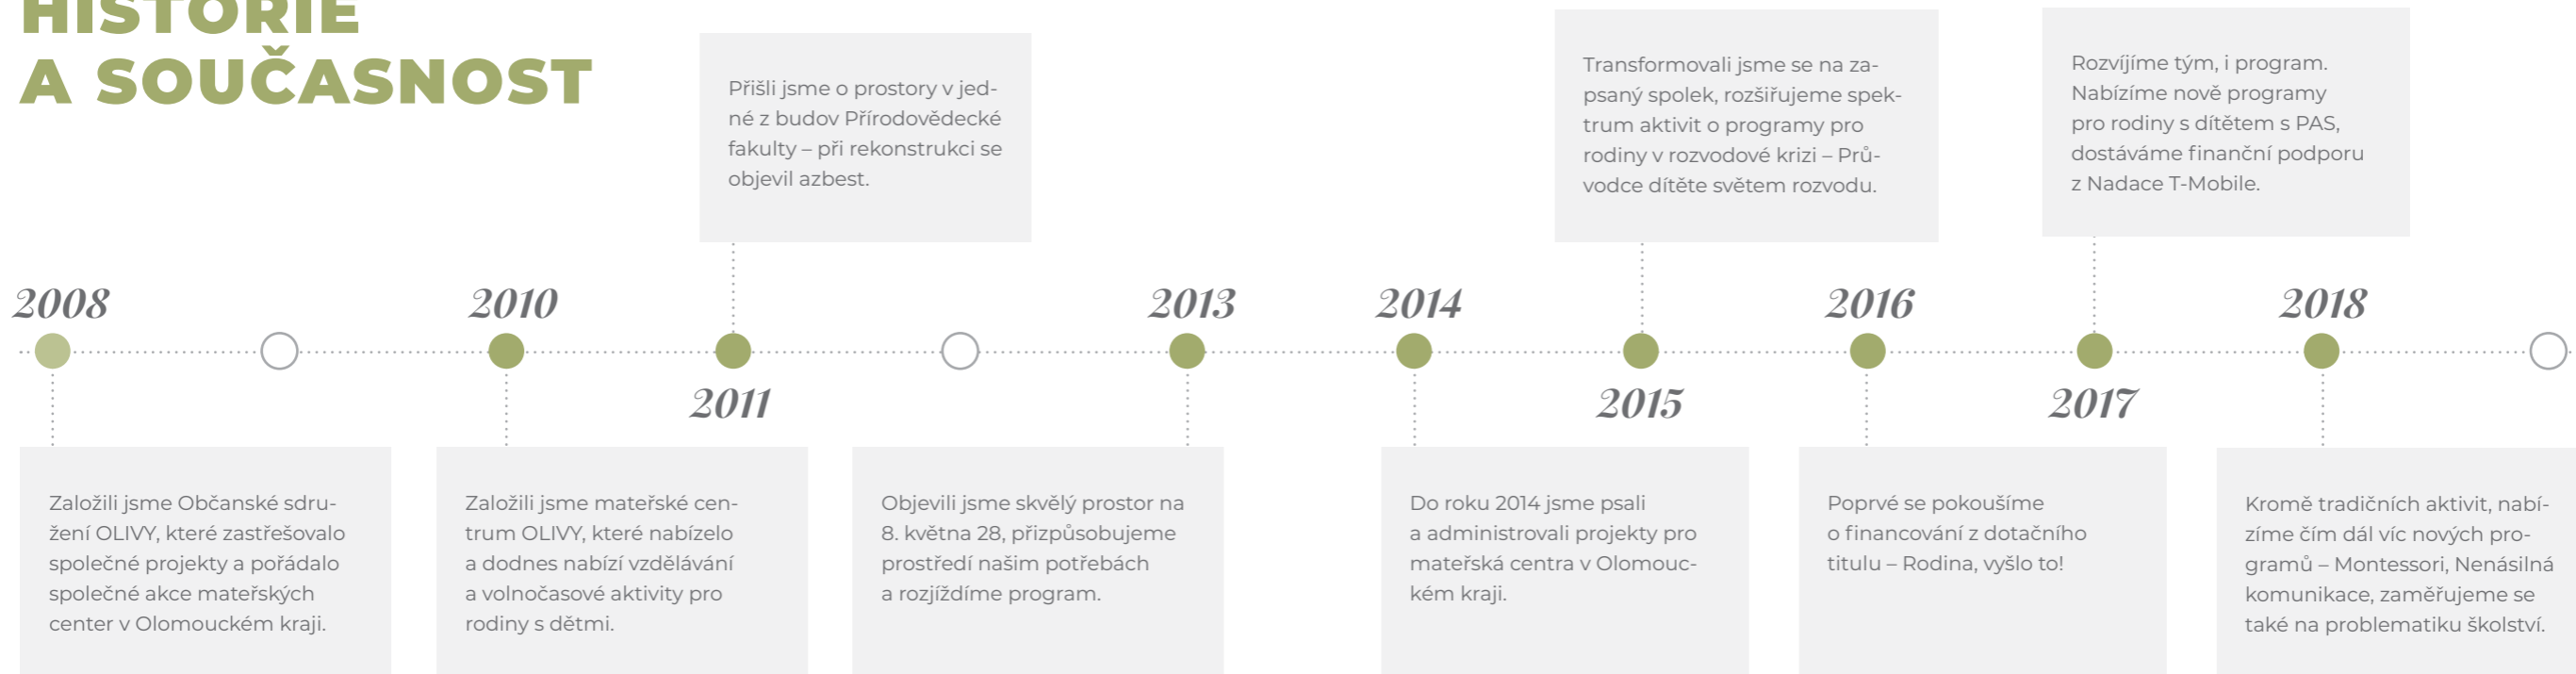 HISTORIE
A SOUČASNOST
2008
Založili jsme Občanské sdru-
žení OLIVY, které zastřešovalo
společné projekty a pořádalo
společné akce mateřských
center v Olomouckém kraji.
2010
Založili jsme mateřské cen-
trum OLIVY, které nabízelo
a dodnes nabízí vzdělávání
a volnočasové aktivity pro
rodiny s dětmi.
Přišli jsme o prostory v jed-
né z budov Přírodovědecké
fakulty – při rekonstrukci se
objevil azbest.
2011
2013
Objevili jsme skvělý prostor na
8. května 28, přizpůsobujeme
prostředí našim potřebách
a rozjíždíme program.
2014
Do roku 2014 jsme psali
a administrovali projekty pro
mateřská centra v Olomouc-
kém kraji.
Transformovali jsme se na za-
psaný spolek, rozšiřujeme spek-
trum aktivit o programy pro
rodiny v rozvodové krizi – Prů-
vodce dítěte světem rozvodu.
2015
2016
Poprvé se pokoušíme
o financování z dotačního
titulu – Rodina, vyšlo to!
Rozvíjíme tým, i program.
Nabízíme nově programy
pro rodiny s dítětem s PAS,
dostáváme finanční podporu
z Nadace T-Mobile.
2017
2018
Kromě tradičních aktivit, nabí-
zíme čím dál víc nových pro-
gramů – Montessori, Nenásilná
komunikace, zaměřujeme se
také na problematiku školství.